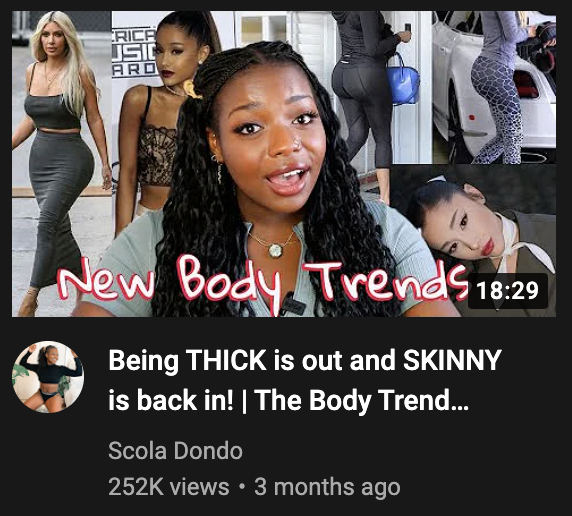 ERICA
USIC
ARD
New Body Trends
18:29
Being THICK is out and SKINNY
is back in! | The Body Trend...
Scola Dondo
252K views • 3 months ago